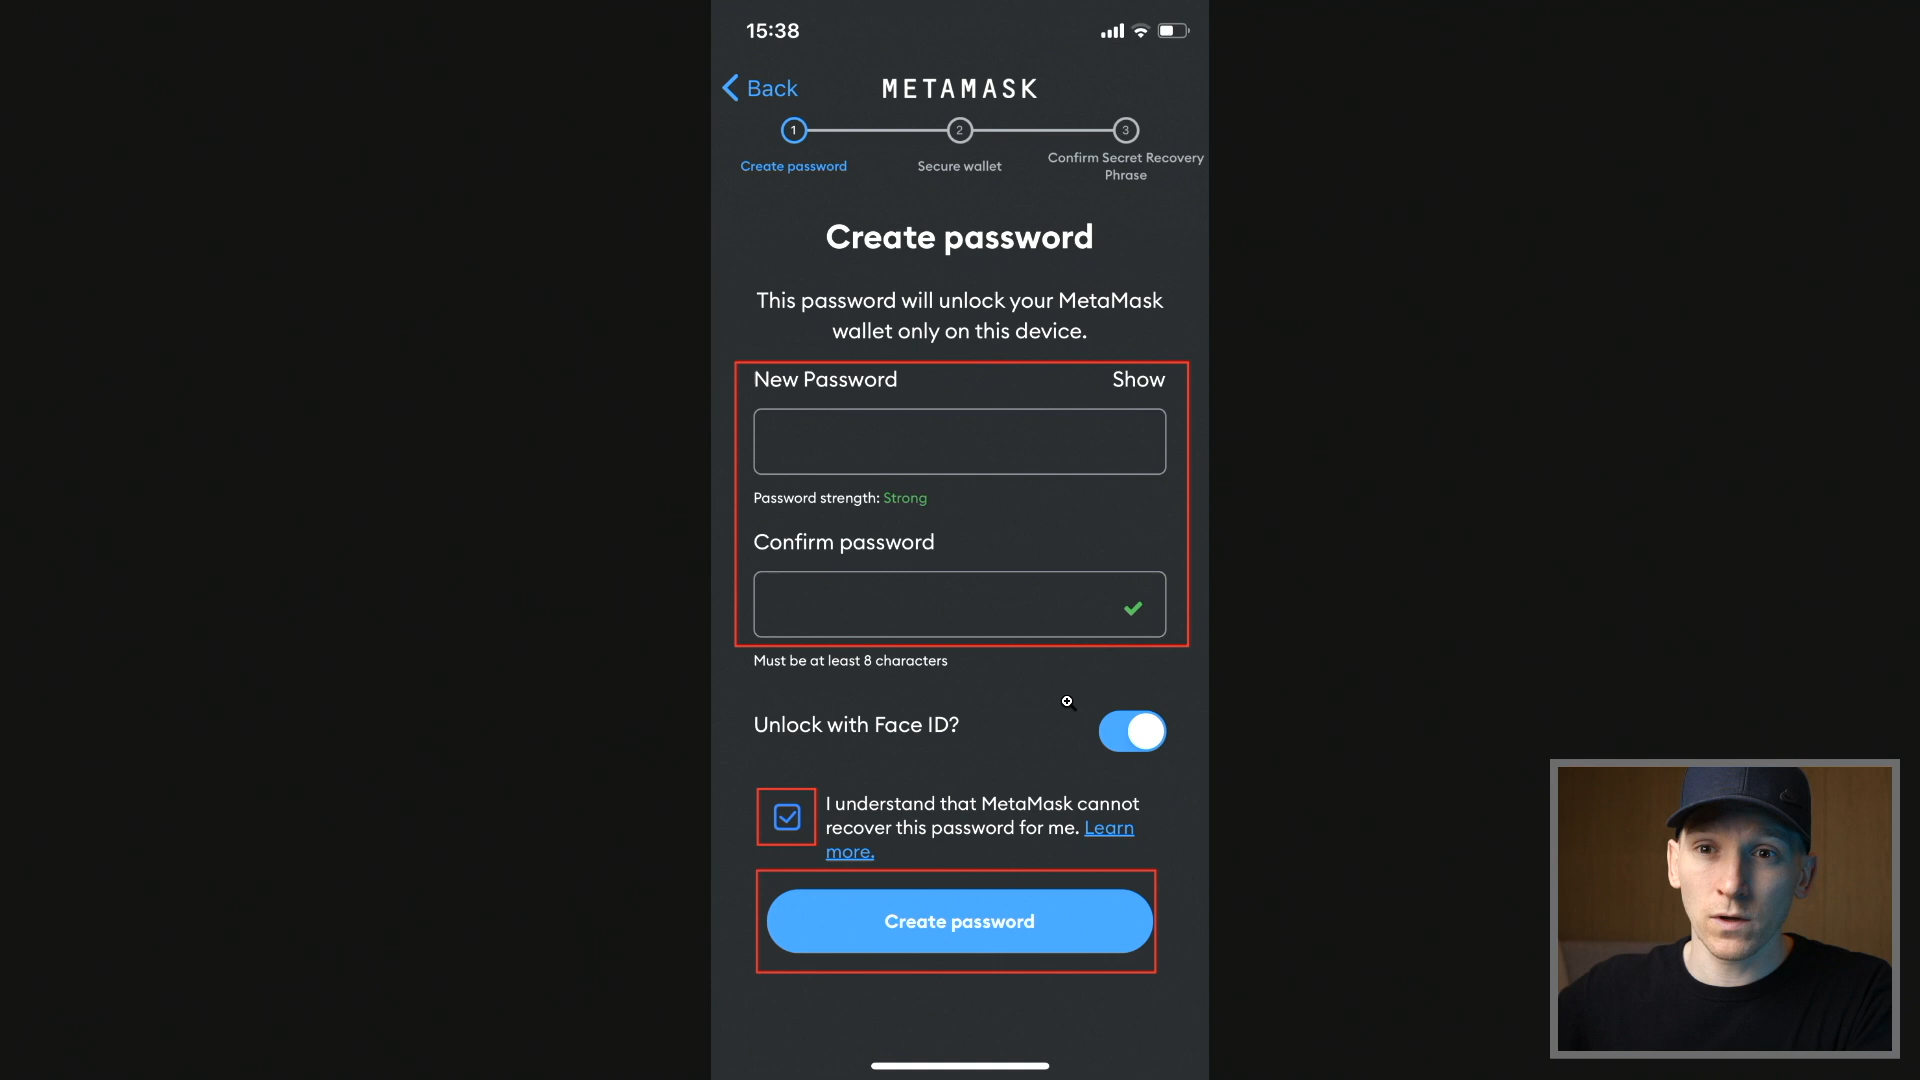 15:38
Back
METAMASK
1
2
3
Create password
Secure wallet
Confirm Secret Recovery
Phrase
Create password
This password will unlock your MetaMask
wallet only on this device.
New Password
Show
Password strength: Strong
Confirm password
Must be at least 8 characters
Unlock with Face ID?
I understand that MetaMask cannot
recover this password for me. Learn
more.
Create password